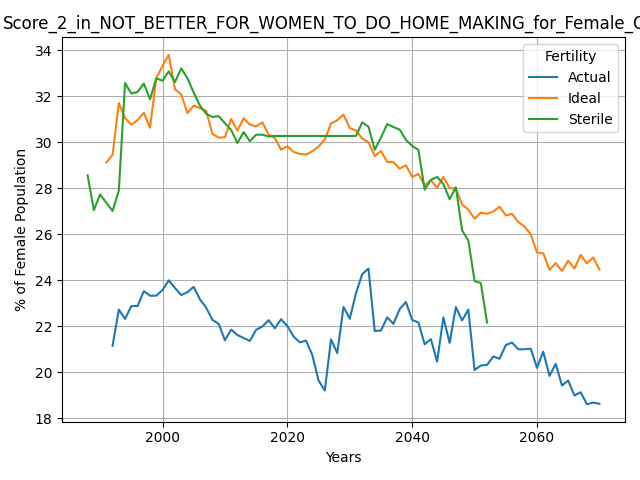 Score_2_in_NOT_BETTER_FOR_WOMEN_TO_DO_HOME_MAKING_for_Female_
Fertility
Actual
Ideal
Sterile
% of Female Population
34
32
30
28
26
24
22
20
18
2000
2020
2040
2060
Years